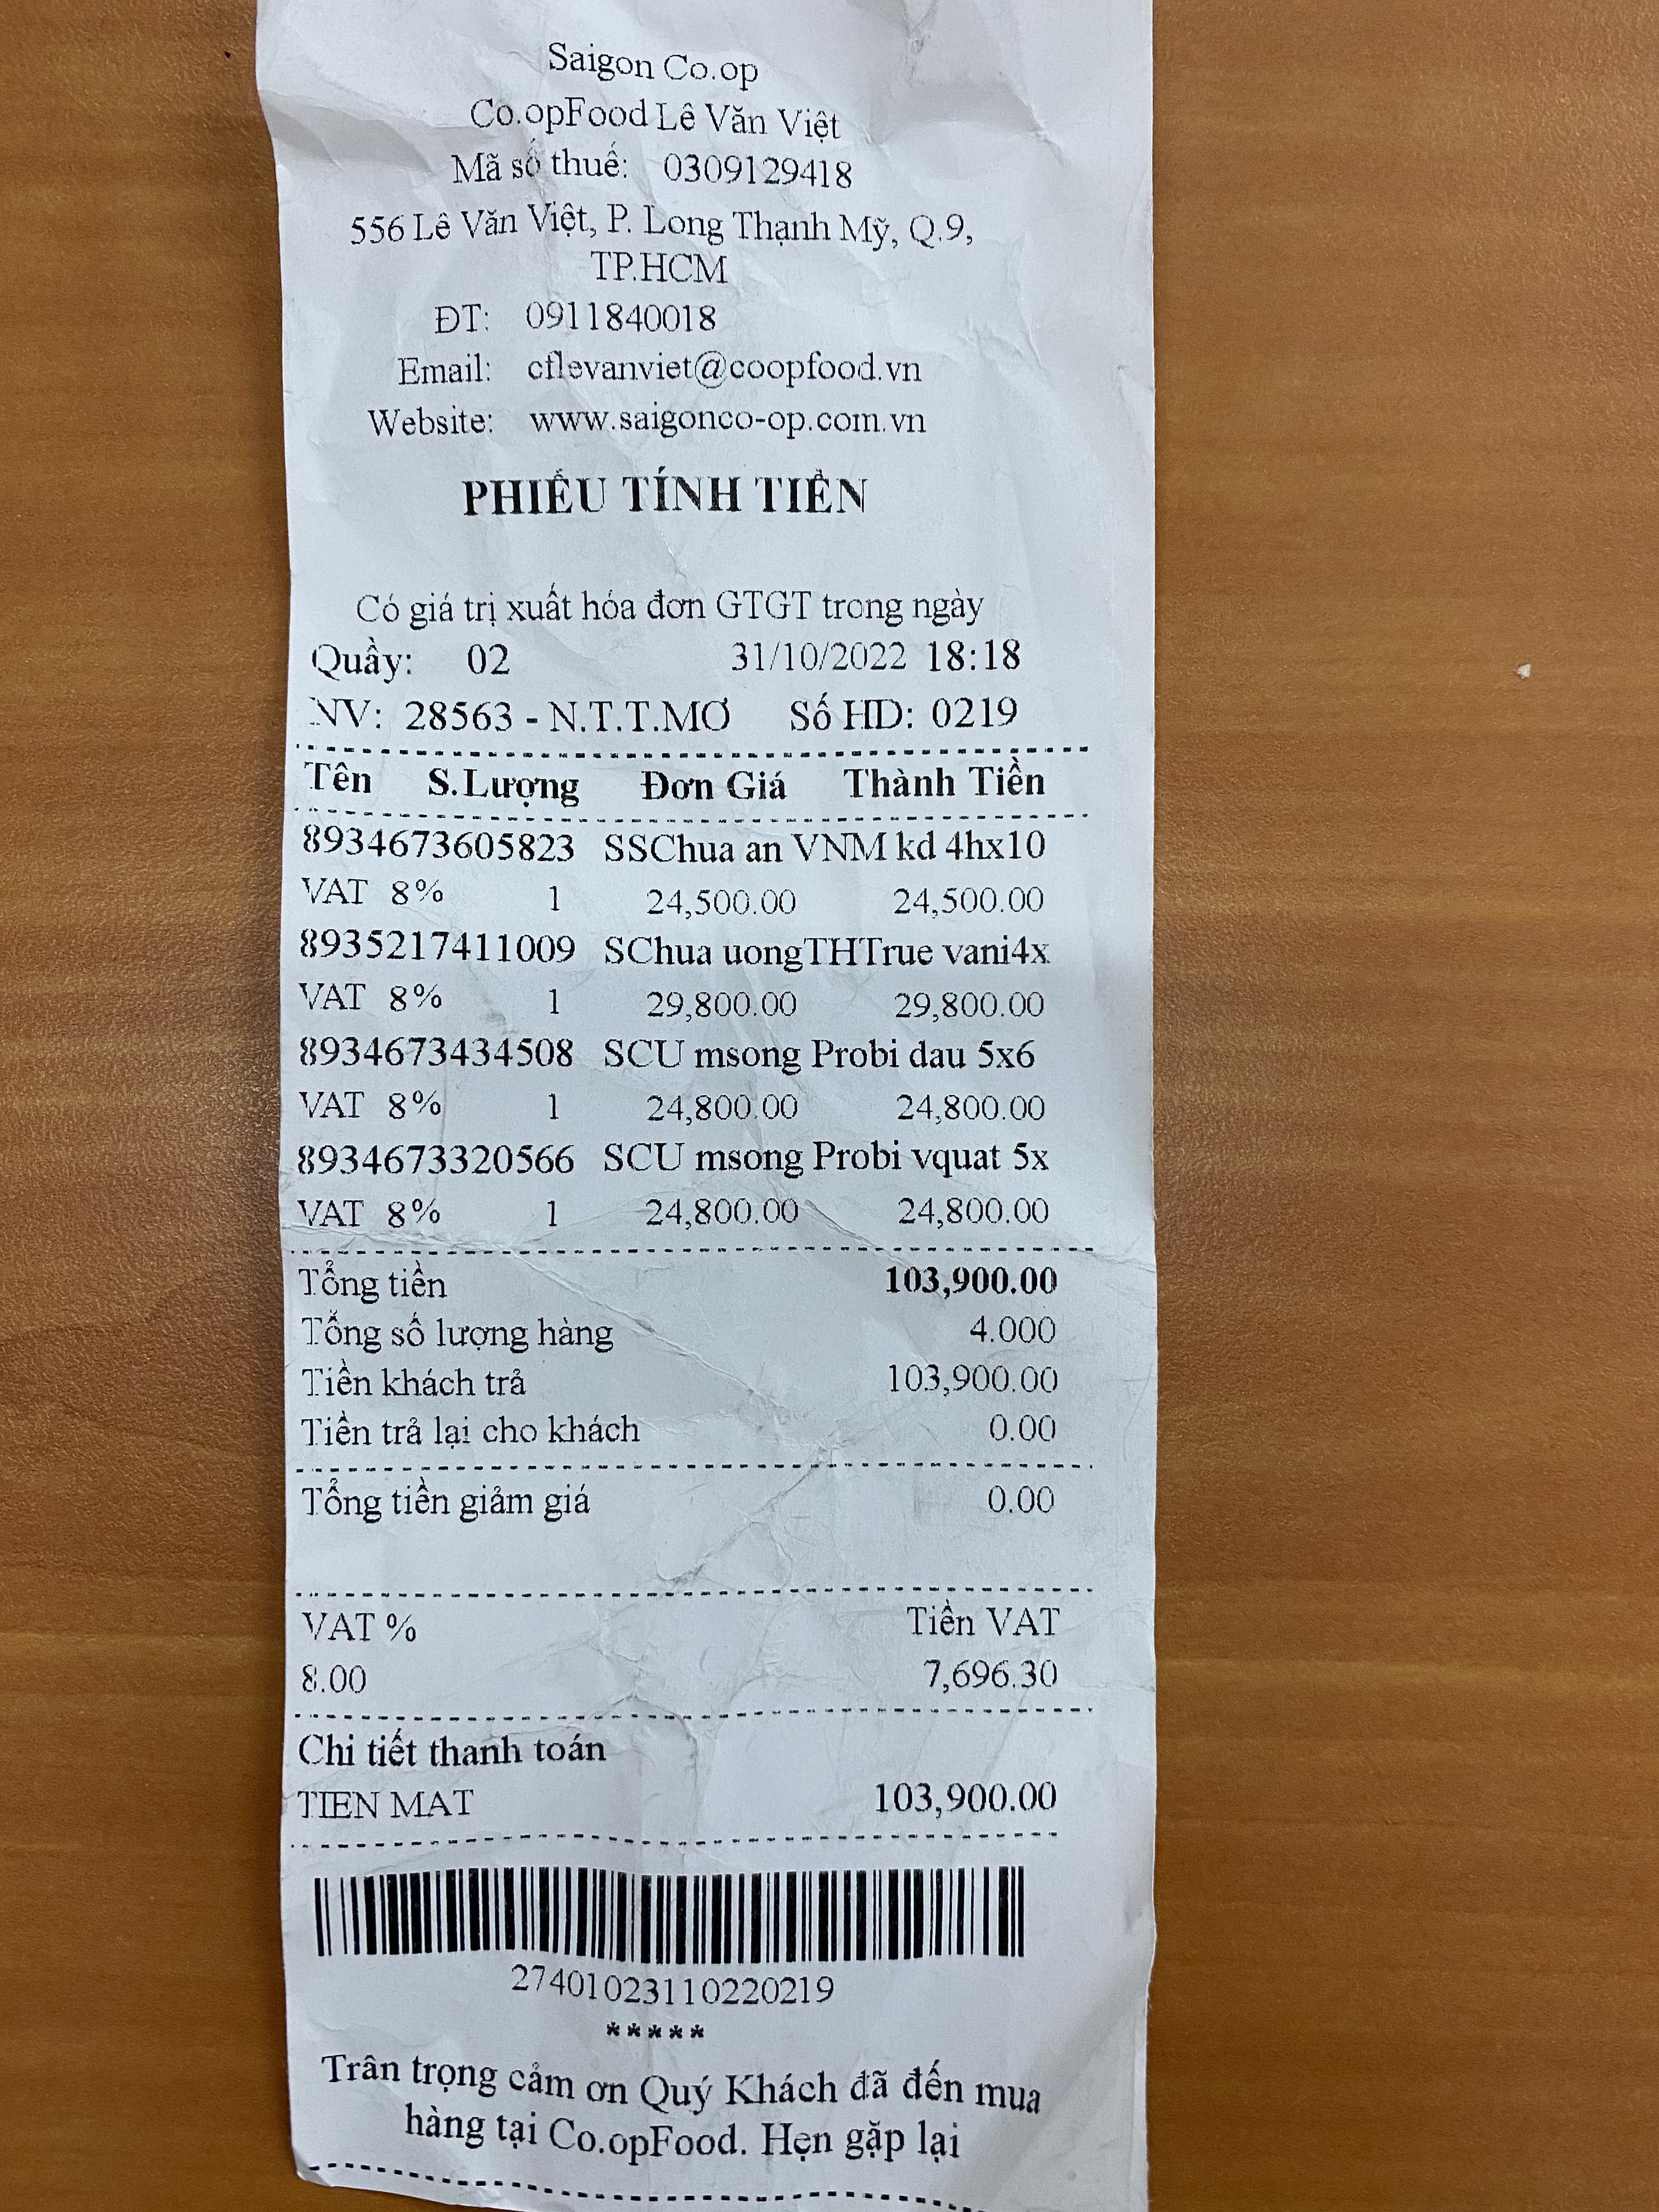 Saigon Co.op
Co.opFood Lê Văn Việt
Mã số thuế: 0309129418
556 Lê Văn Việt, P. Long Thạnh Mỹ, Q.9,
TP.HCM
ĐT: 0911840018
Email: cflevanviet@coopfood.vn
Website: www.saigonco-op.com.vn
PHIẾU TÍNH TIỀN
Có giá trị xuất hóa đơn GTGT trong ngày
Quầy: 02 31/10/2022 18:18
NV: 28563 - N.T.T.MƠ Số HD: 0219
Tên S.Lượng Đơn Giá Thành Tiền
8934673605823 SSChua an VNM kd 4hx10
VAT 8% 1 24,500.00 24,500.00
8935217411009 SChua uongTHTrue vani4x
VAT 8% 1 29,800.00 29,800.00
8934673434508 SCU msong Probi dau 5x6
VAT 8% 1 24,800.00 24,800.00
8934673320566 SCU msong Probi vquat 5x
VAT 8% 1 24,800.00 24,800.00
Tổng tiền 103,900.00
Tổng số lượng hàng 4.000
Tiền khách trả 103,900.00
Tiền trả lại cho khách 0.00
Tổng tiền giảm giá 0.00
VAT % Tiền VAT
8.00 7,696.30
Chi tiết thanh toán
TIEN MAT 103,900.00
27401023110220219
*****
Trân trọng cảm ơn Quý Khách đã đến mua
hàng tại Co.opFood. Hẹn gặp lại